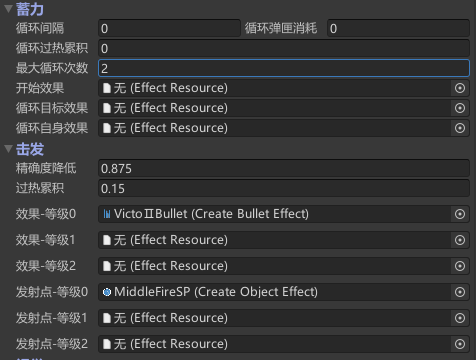 蓄力
循环间隔 0 循环弹匣消耗 0
循环过热累积 0
最大循环次数 2
开始效果 无 (Effect Resource)
循环目标效果 无 (Effect Resource)
循环自身效果 无 (Effect Resource)
击发
精确度降低 0.875
过热累积 0.15
效果-等级0 VictoⅡBullet (Create Bullet Effect)
效果-等级1 无 (Effect Resource)
效果-等级2 无 (Effect Resource)
发射点-等级0 MiddleFireSP (Create Object Effect)
发射点-等级1 无 (Effect Resource)
发射点-等级2 无 (Effect Resource)